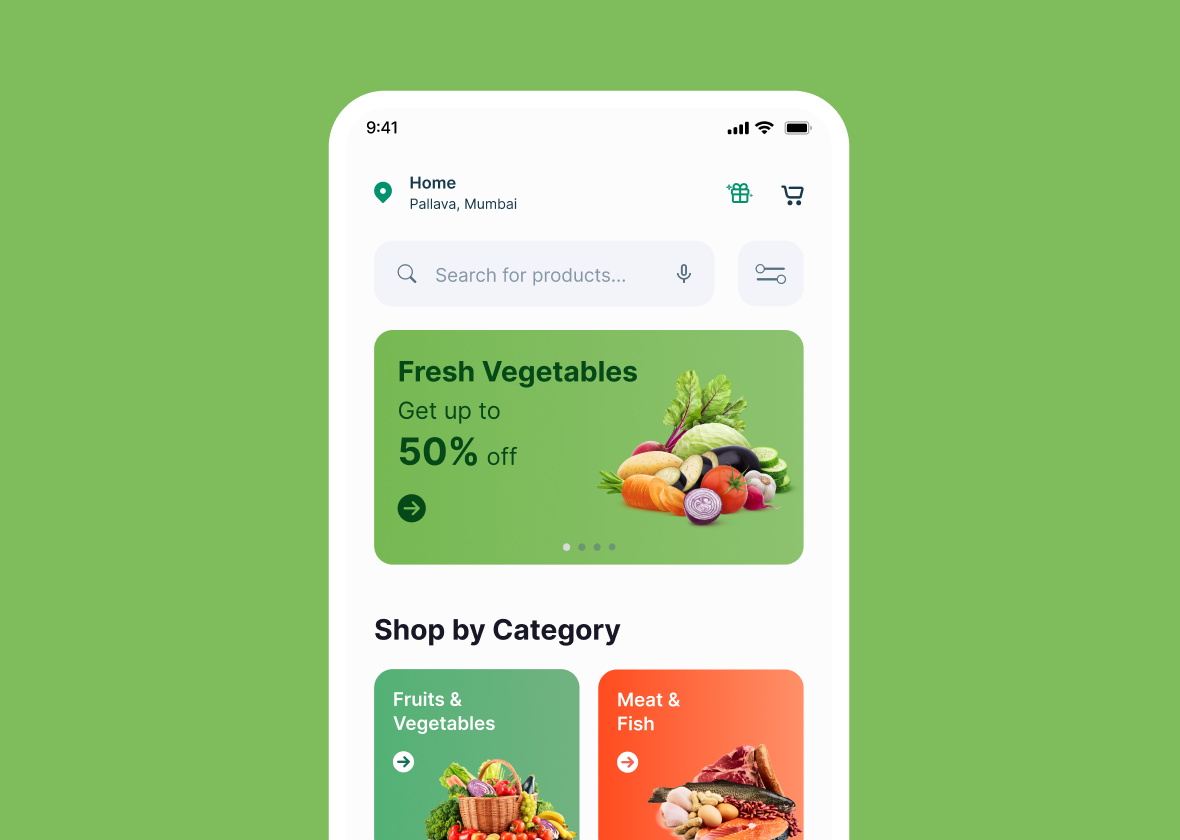 9:41
Home
Pallava, Mumbai
Search for products...
Fresh Vegetables
Get up to
50% off
Shop by Category
Fruits &
Vegetables
Meat &
Fish